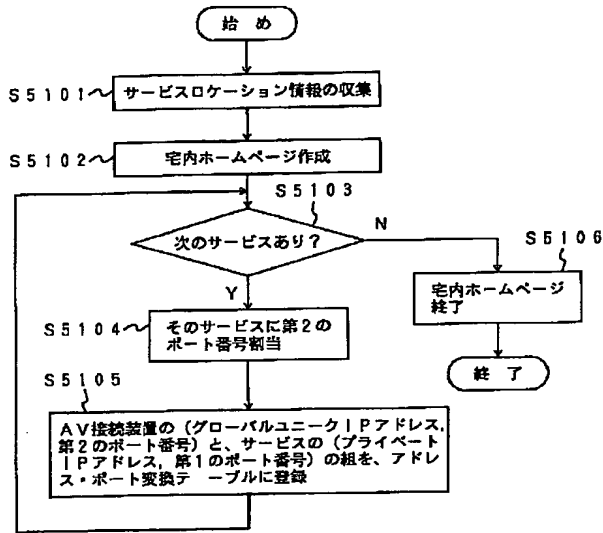 始 め
S5101
サービスロケーション情報の収集
S5102
宅内ホームページ作成
S5103
次のサービスあり？
N
S5106
Y
宅内ホームページ
終了
S5104
そのサービスに第2の
ポート番号割当
終 了
S5105
AV接続装置の（グローバルユニークIPアドレス，
第2のポート番号）と、サービスの（プライベート
IPアドレス，第1のポート番号）の組を、アドレ
ス・ポート変換テ ーブルに登録